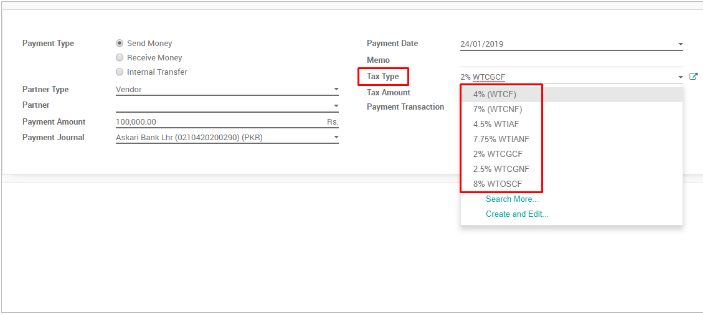 Payment Type
Send Money
Receive Money
Internal Transfer
Partner Type
Vendor
Partner
Payment Amount
100,000.00 Rs.
Payment Journal
Askari Bank Lhr (0210420200290) (PKR)
Payment Date
24/01/2019
Memo
Tax Type
2% WTCGCF
Tax Amount
Payment Transaction
4% (WTCF)
7% (WTCNF)
4.5% WTIAF
7.75% WTIANF
2% WTCGCF
2.5% WTCGNF
8% WTOSCF
Search More...
Create and Edit...